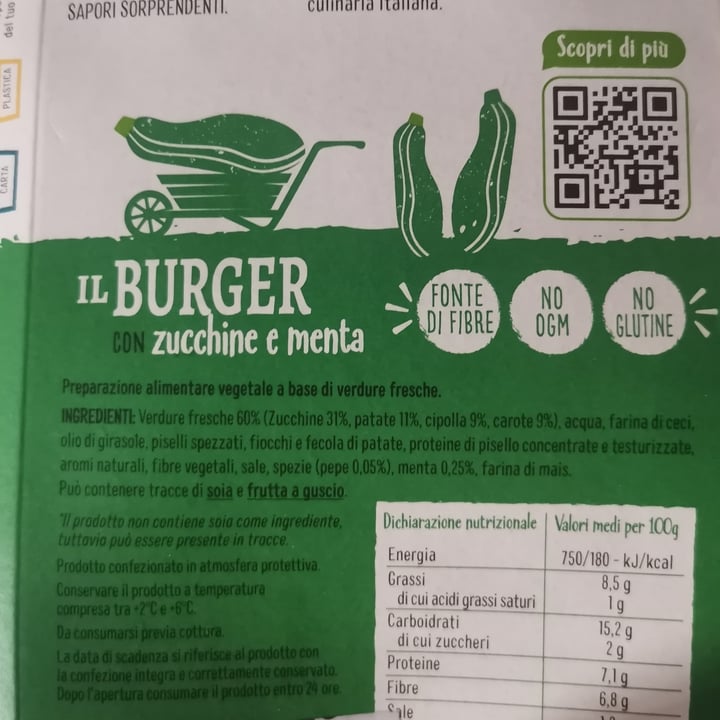 SAPORI SORPRENDENTI.
culinaria italiana.
del tuo
PLASTICA
CARTA
Scopri di più
IL BURGER
CON zucchine e menta
FONTE
DI FIBRE
NO
OGM
NO
GLUTINE
Preparazione alimentare vegetale a base di verdure fresche.
INGREDIENTI: Verdure fresche 60% (Zucchine 31%, patate 11%, cipolla 9%, carote 9%), acqua, farina di ceci,
olio di girasole, piselli spezzati, fiocchi e fecola di patate, proteine di pisello concentrate e testurizzate,
aromi naturali, fibre vegetali, sale, spezie (pepe 0,05%), menta 0,25%, farina di mais.
Può contenere tracce di soia e frutta a guscio.
"Il prodotto non contiene soia come ingrediente,
tuttavia può essere presente in tracce.
Prodotto confezionato in atmosfera protettiva.
Conservare il prodotto a temperatura
compresa tra +2°C e +6°C.
Da consumarsi previa cottura.
La data di scadenza si riferisce al prodotto con
la confezione integra e correttamente conservato.
Dopo l'apertura consumare il prodotto entro 24 ore.
Dichiarazione nutrizionale Valori medi per 100g
Energia 750/180 - kJ/kcal
Grassi 8,5 g
di cui acidi grassi saturi 1 g
Carboidrati 15,2 g
di cui zuccheri 2 g
Proteine 7,1 g
Fibre 6,8 g
Sale